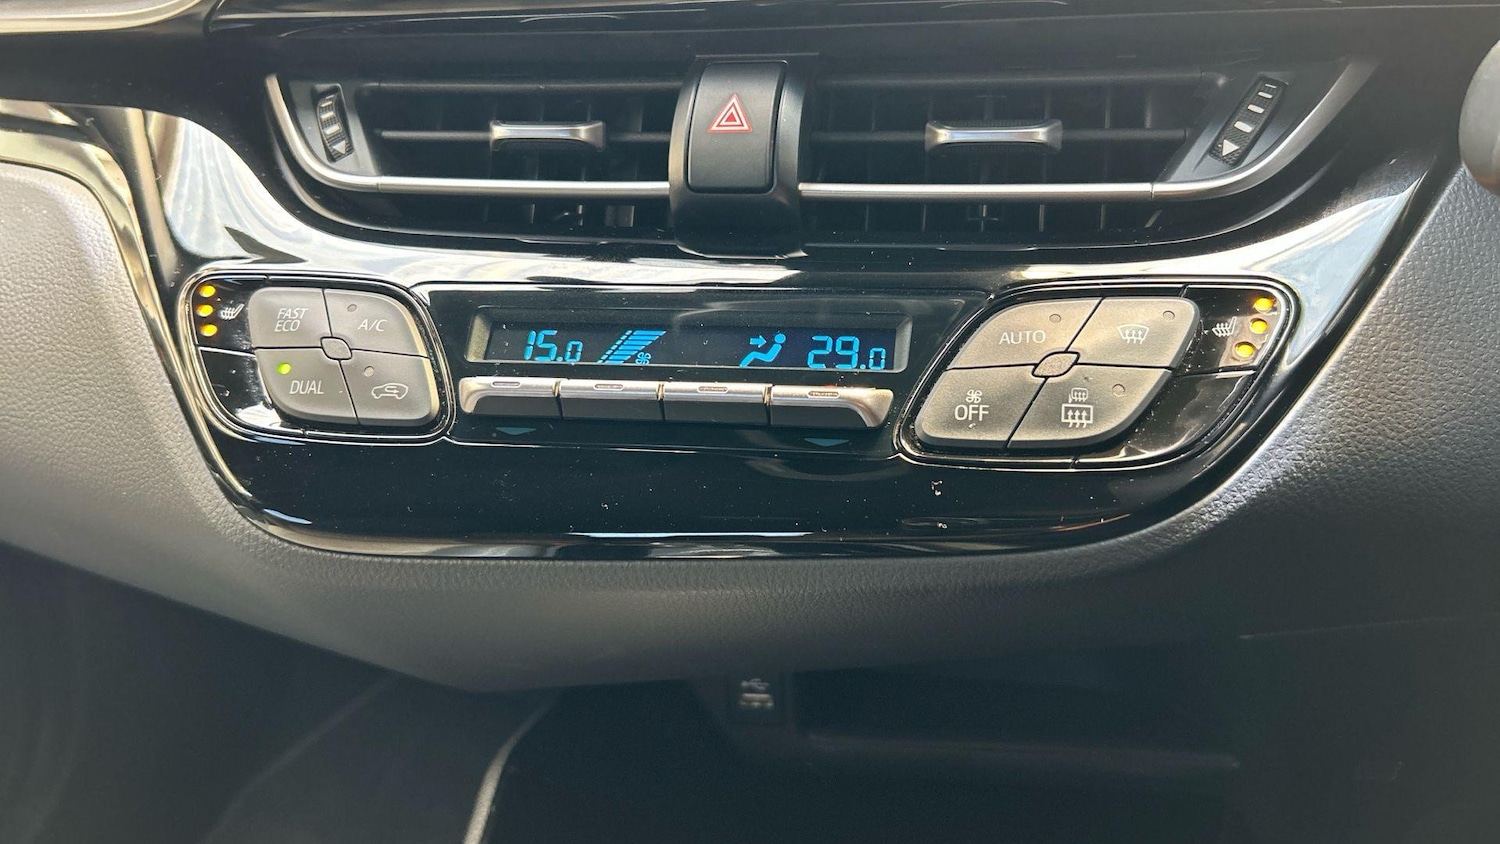 FAST
ECO
A/C
DUAL
15.0
29.0
AUTO
OFF